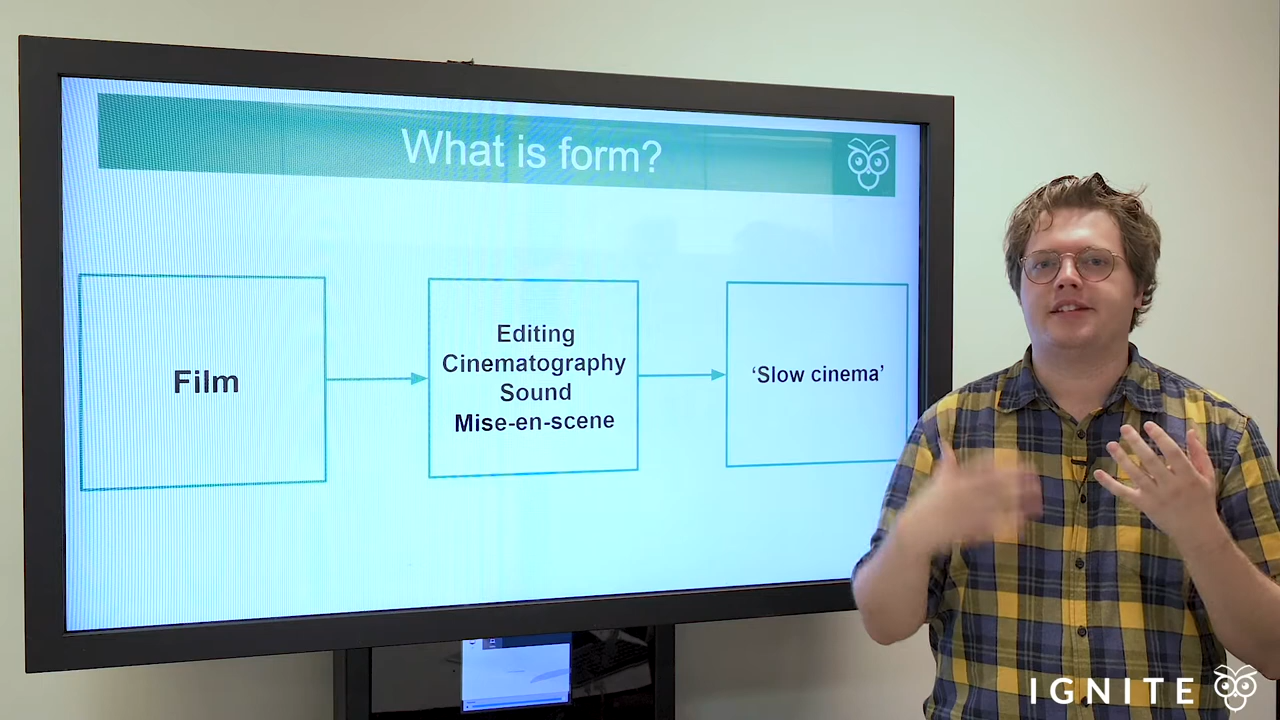 What is form?
Film
Editing
Cinematography
Sound
Mise-en-scene
‘Slow cinema’
IGNITE